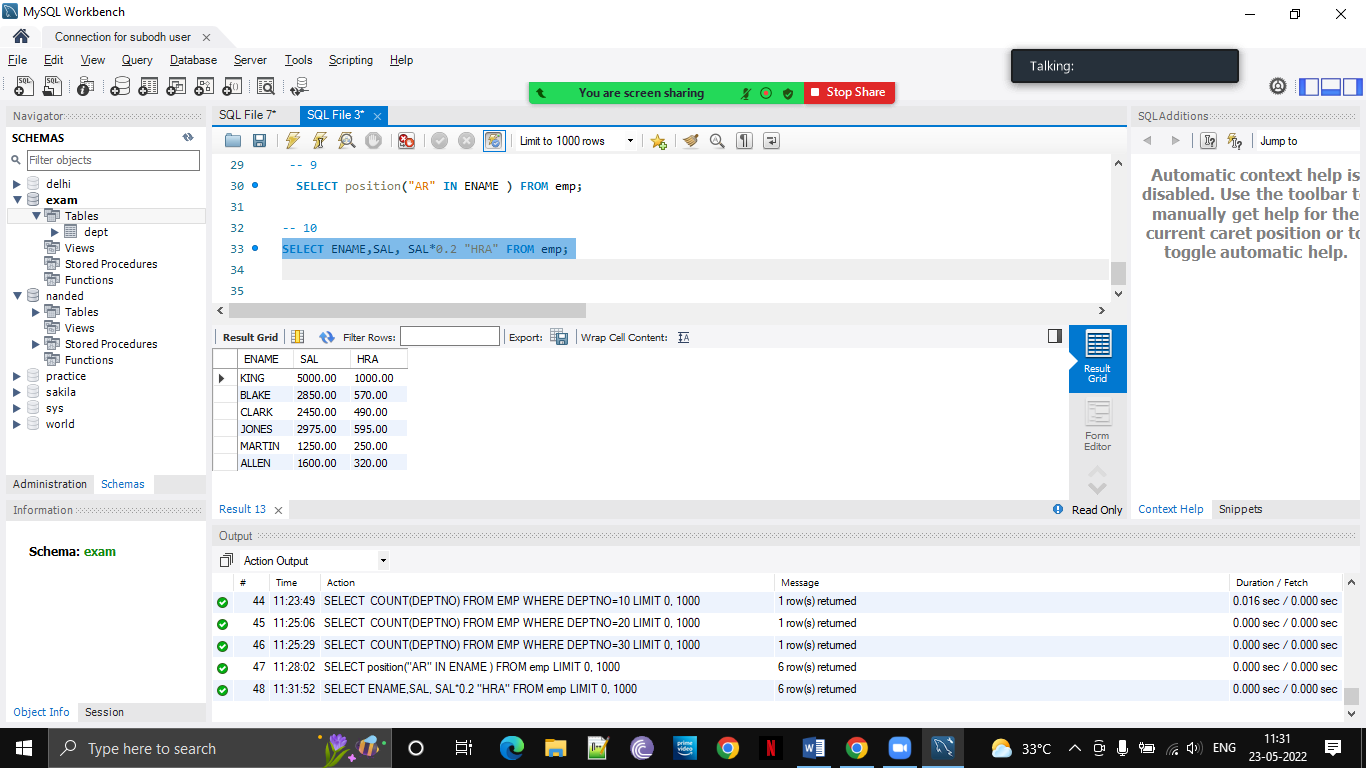 MySQL Workbench
Connection for subodh user
File Edit View Query Database Server Tools Scripting Help
Talking:
You are screen sharing Stop Share
Navigator
SCHEMAS
Filter objects
delhi
exam
Tables
dept
Views
Stored Procedures
Functions
nanded
Tables
Views
Stored Procedures
Functions
practice
sakila
sys
world
Administration Schemas
Information
Schema: exam
Object Info Session
SQL File 7* SQL File 3*
Limit to 1000 rows
29 -- 9
30 SELECT position("AR" IN ENAME ) FROM emp;
31
32 -- 10
33 SELECT ENAME,SAL, SAL*0.2 "HRA" FROM emp;
34
35
Result Grid Filter Rows: Export: Wrap Cell Content:
ENAME SAL HRA
KING 5000.00 1000.00
BLAKE 2850.00 570.00
CLARK 2450.00 490.00
JONES 2975.00 595.00
MARTIN 1250.00 250.00
ALLEN 1600.00 320.00
Result
Grid
Form
Editor
Result 13
Read Only
SQLAdditions
Jump to
Automatic context help is
disabled. Use the toolbar t
manually get help for the
current caret position or to
toggle automatic help.
Context Help Snippets
Output
Action Output
# Time Action Message Duration / Fetch
44 11:23:49 SELECT COUNT(DEPTNO) FROM EMP WHERE DEPTNO=10 LIMIT 0, 1000 1 row(s) returned 0.016 sec / 0.000 sec
45 11:25:06 SELECT COUNT(DEPTNO) FROM EMP WHERE DEPTNO=20 LIMIT 0, 1000 1 row(s) returned 0.000 sec / 0.000 sec
46 11:25:29 SELECT COUNT(DEPTNO) FROM EMP WHERE DEPTNO=30 LIMIT 0, 1000 1 row(s) returned 0.000 sec / 0.000 sec
47 11:28:02 SELECT position("AR" IN ENAME ) FROM emp LIMIT 0, 1000 6 row(s) returned 0.000 sec / 0.000 sec
48 11:31:52 SELECT ENAME,SAL, SAL*0.2 "HRA" FROM emp LIMIT 0, 1000 6 row(s) returned 0.000 sec / 0.000 sec
Type here to search
prime video
33°C
ENG
11:31
23-05-2022